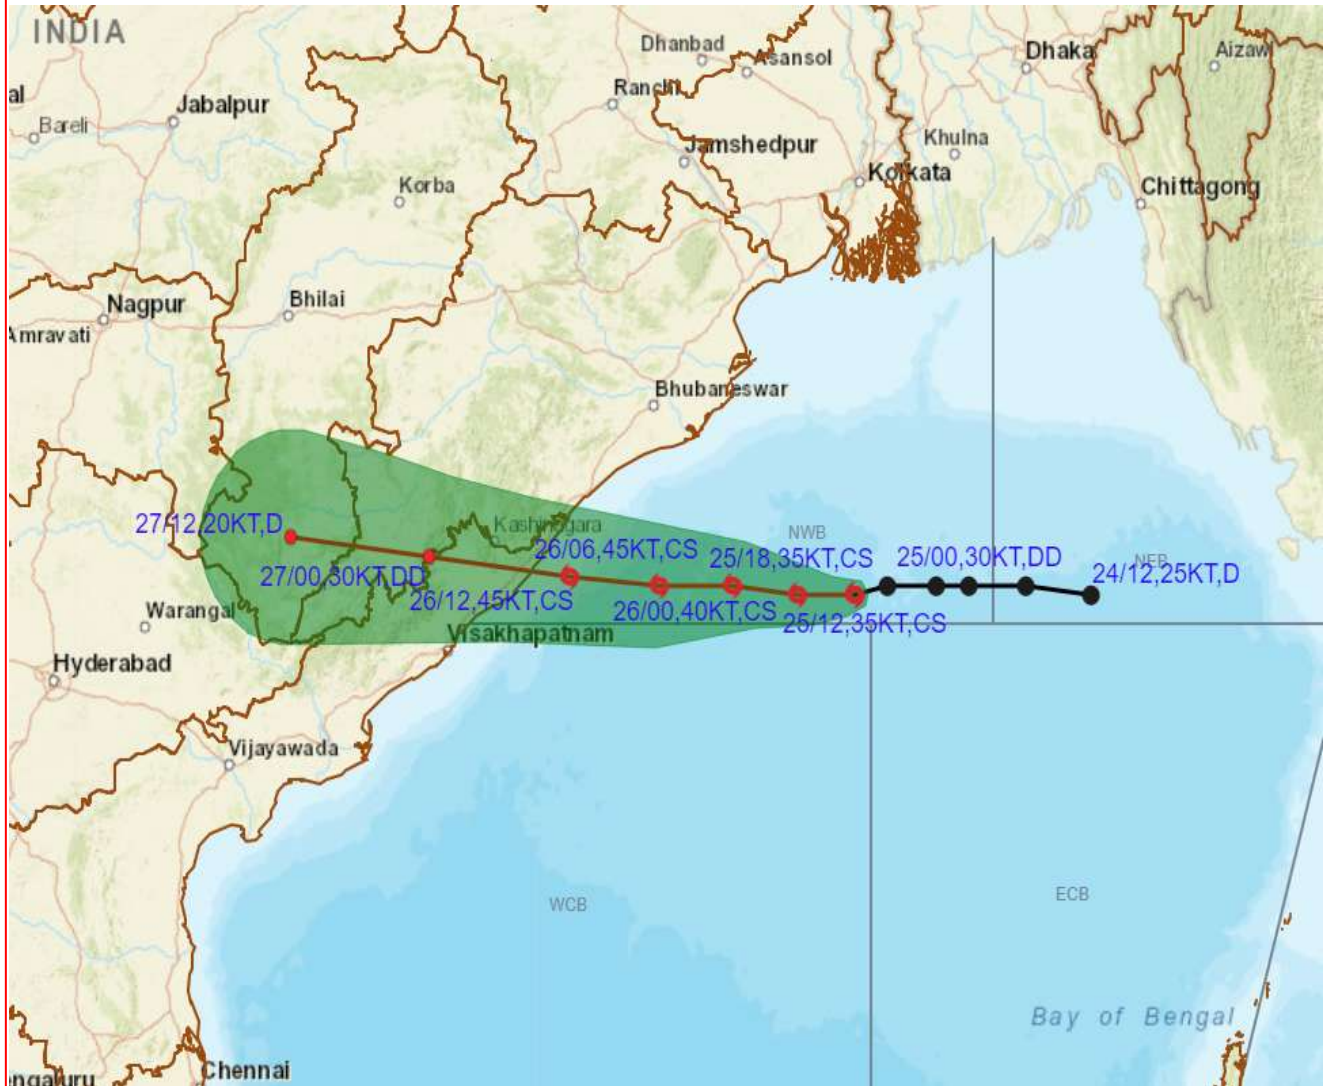 INDIA
Dhanbad
Asansol
Dhaka
Aizaw
al
Jabalpur
Ranchi
Bareli
Jamshedpur
Khulna
Korba
Kolkata
Chittagong
Nagpur
Bhilai
Amravati
Bhubaneswar
27/12,20KT,D
Kashinagara
26/06,45KT,CS
NWB
25/18,35KT,CS
25/00,30KT,DD
NEB
24/12,25KT,D
27/00,30KT,DD
26/12,45KT,CS
26/00,40KT,CS
25/12,35KT,CS
Warangal
Visakhapatnam
Hyderabad
Vijayawada
WCB
ECB
Bay of Bengal
Chennai
engaluru